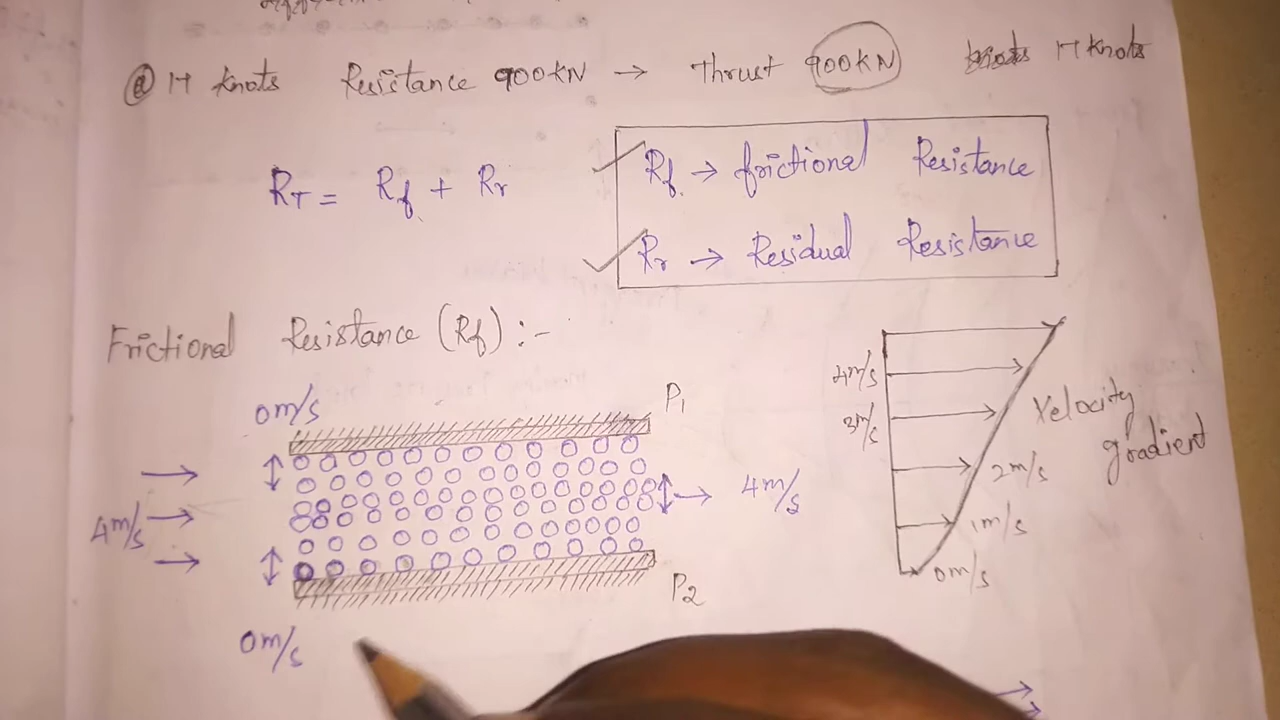 @ 14 knots Resistance 900kN → Thrust 900kN 14 knots
RT = Rf + Rr
Rf → frictional Resistance
Rr → Residual Resistance
Frictional Resistance (Rf) :-
0m/s
P1
4m/s
3m/s
Velocity
gradient
2m/s
4m/s
4m/s
1m/s
0m/s
P2
0m/s